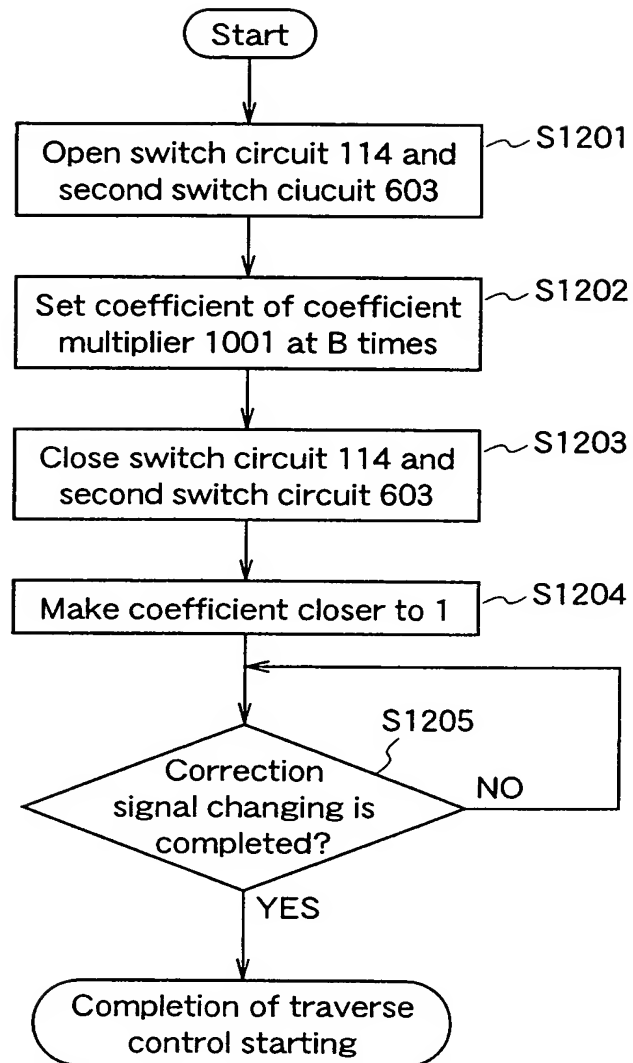 Start
Open switch circuit 114 and
second switch ciucuit 603
S1201
Set coefficient of coefficient
multiplier 1001 at B times
S1202
Close switch circuit 114 and
second switch circuit 603
S1203
Make coefficient closer to 1
S1204
S1205
Correction
signal changing is
completed?
NO
YES
Completion of traverse
control starting